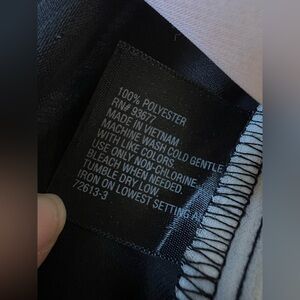 100% POLYESTER
RN# 93677
MADE IN VIETNAM
MACHINE WASH COLD GENTLE
WITH LIKE COLORS
USE ONLY NON-CHLORINE
BLEACH WHEN NEEDED
TUMBLE DRY LOW
IRON ON LOWEST SETTING
72613-3